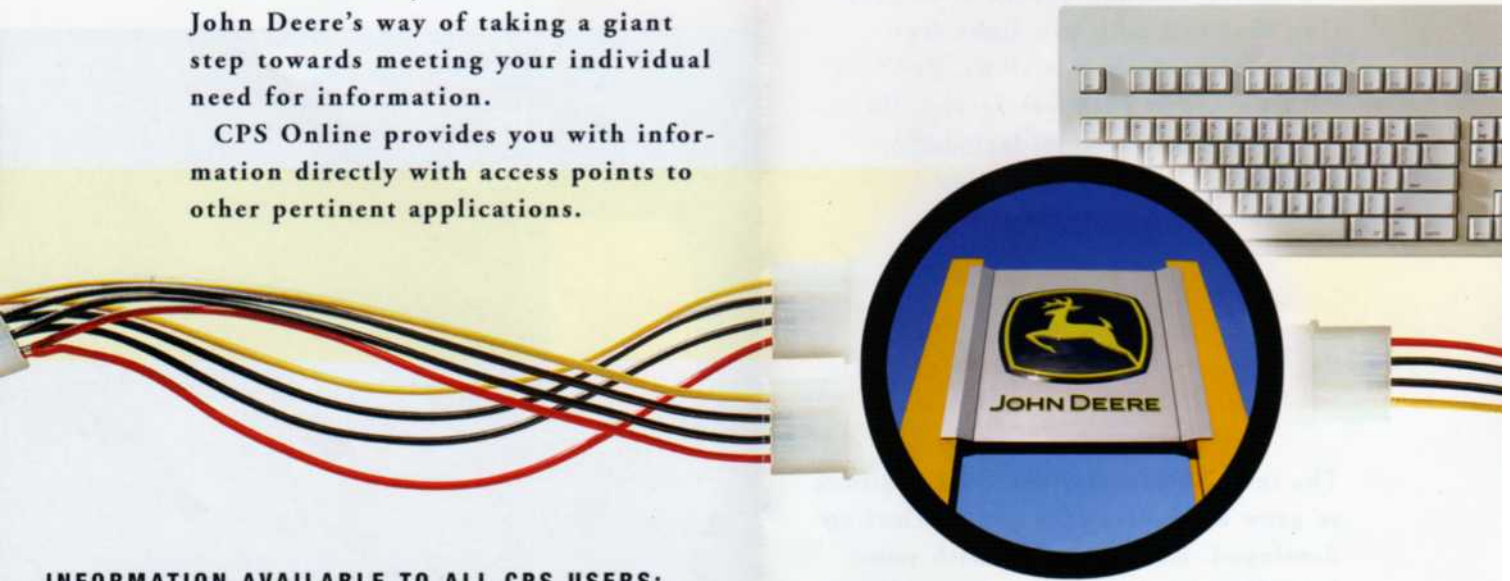 John Deere's way of taking a giant
step towards meeting your individual
need for information.
CPS Online provides you with infor-
mation directly with access points to
other pertinent applications.
JOHN DEERE
INFORMATION AVAILABLE TO ALL CPS USERS: